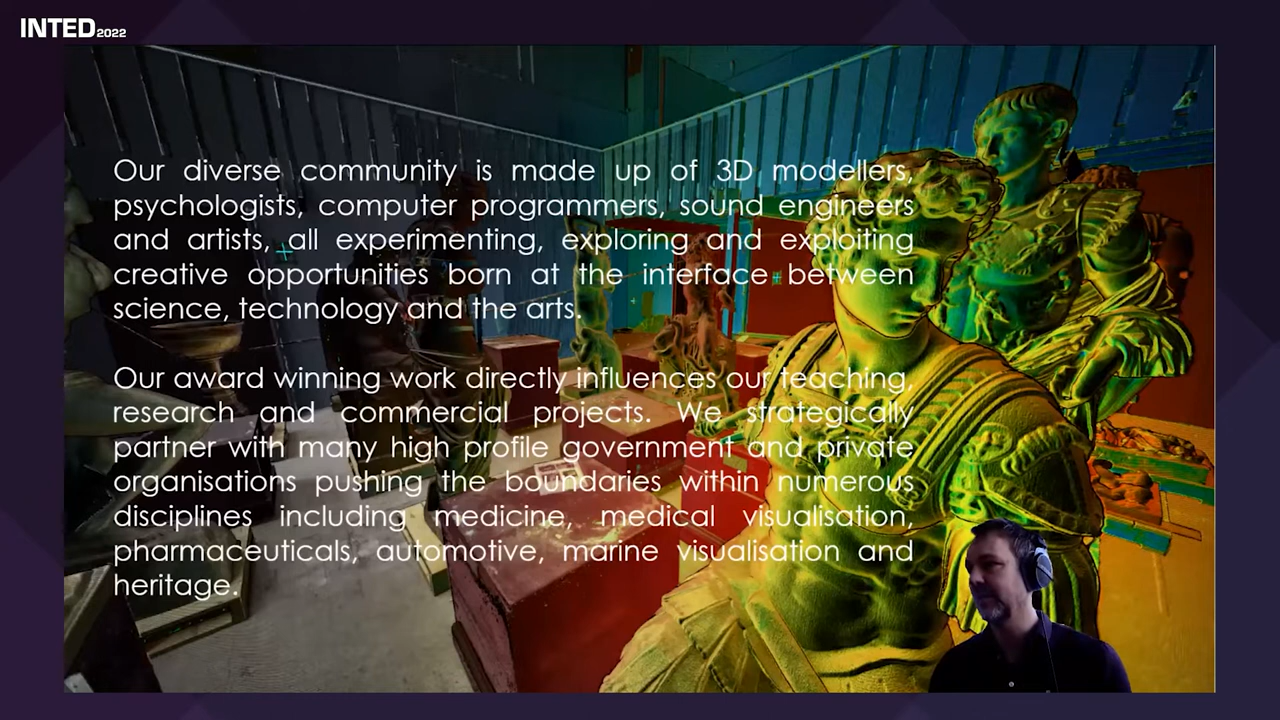 INTED2022
Our diverse community is made up of 3D modellers,
psychologists, computer programmers, sound engineers
and artists, all experimenting, exploring and exploiting
creative opportunities born at the interface between
science, technology and the arts.
Our award winning work directly influences our teaching,
research and commercial projects. We strategically
partner with many high profile government and private
organisations pushing the boundaries within numerous
disciplines including medicine, medical visualisation,
pharmaceuticals, automotive, marine visualisation and
heritage.